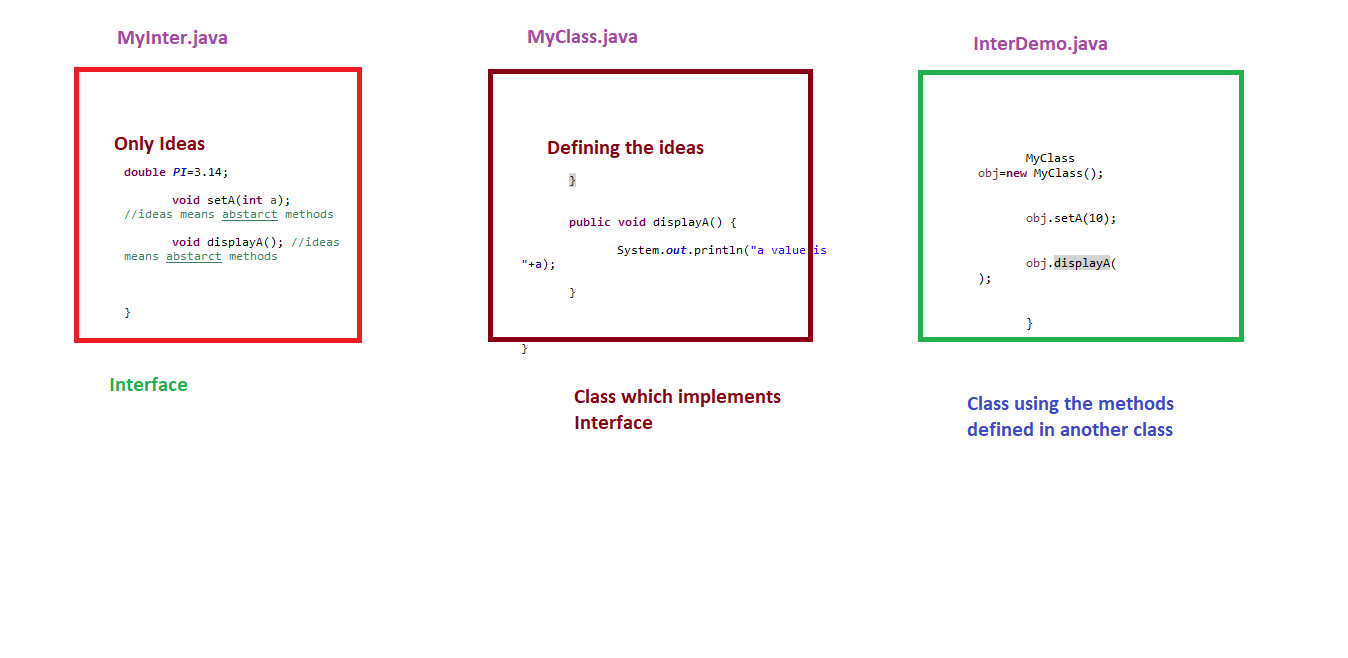 MyInter.java
Only Ideas
double PI=3.14;
void setA(int a);
//ideas means abstarct methods
void displayA(); //ideas
means abstarct methods
}
Interface
MyClass.java
Defining the ideas
}
public void displayA() {
System.out.println("a value is
"+a);
}
}
Class which implements
Interface
InterDemo.java
MyClass
obj=new MyClass();
obj.setA(10);
obj.displayA(
);
}
Class using the methods
defined in another class